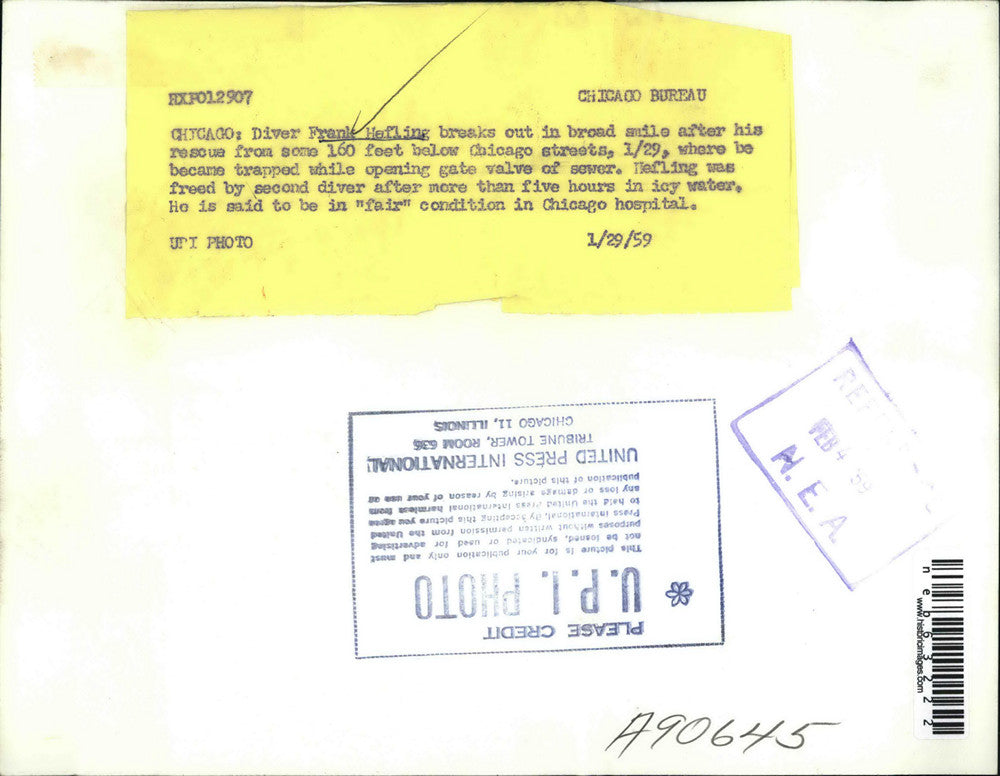 HXP012907 CHICAGO BUREAU
CHICAGO: Diver Frank Hefling breaks out in broad smile after his
rescue from some 160 feet below Chicago streets, 1/29, where he
became trapped while opening gate valve of sewer. Hefling was
freed by second diver after more than five hours in icy water.
He is said to be in "fair" condition in Chicago hospital.
UPI PHOTO 1/29/59
FEB 4 '59
N. E. A.
PLEASE CREDIT
U.P.I. PHOTO
This picture is for your publication only and must
not be loaned, syndicated or used for advertising
purposes without written permission from the United
Press International. By accepting this picture you agree
to hold the United Press International harmless from
any loss or damage arising by reason of your use
publication of this picture.
UNITED PRESS INTERNATIONAL
TRIBUNE TOWER, ROOM 636
CHICAGO 11, ILLINOIS
neb63222
www.historicimages.com
A90645